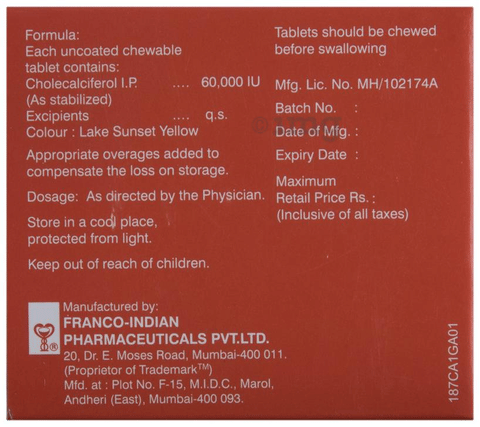 Formula:
Each uncoated chewable
tablet contains:
Cholecalciferol I.P. .... 60,000 IU
(As stabilized)
Excipients .... q.s.
Colour : Lake Sunset Yellow
Appropriate overages added to
compensate the loss on storage.
Dosage: As directed by the Physician.
Store in a cool place,
protected from light.
Keep out of reach of children.
Tablets should be chewed
before swallowing
Mfg. Lic. No. MH/102174A
Batch No. :
Date of Mfg. :
Expiry Date :
Maximum
Retail Price Rs. :
(Inclusive of all taxes)
Manufactured by:
FRANCO-INDIAN
PHARMACEUTICALS PVT.LTD.
20, Dr. E. Moses Road, Mumbai-400 011.
(Proprietor of Trademark™)
Mfd. at : Plot No. F-15, M.I.D.C., Marol,
Andheri (East), Mumbai-400 093.
®
187CA1GA01